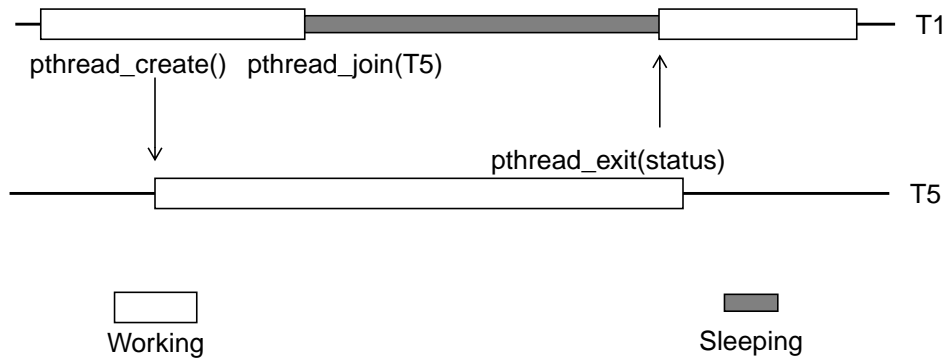 T1
pthread_create() pthread_join(T5)
pthread_exit(status)
T5
Working
Sleeping